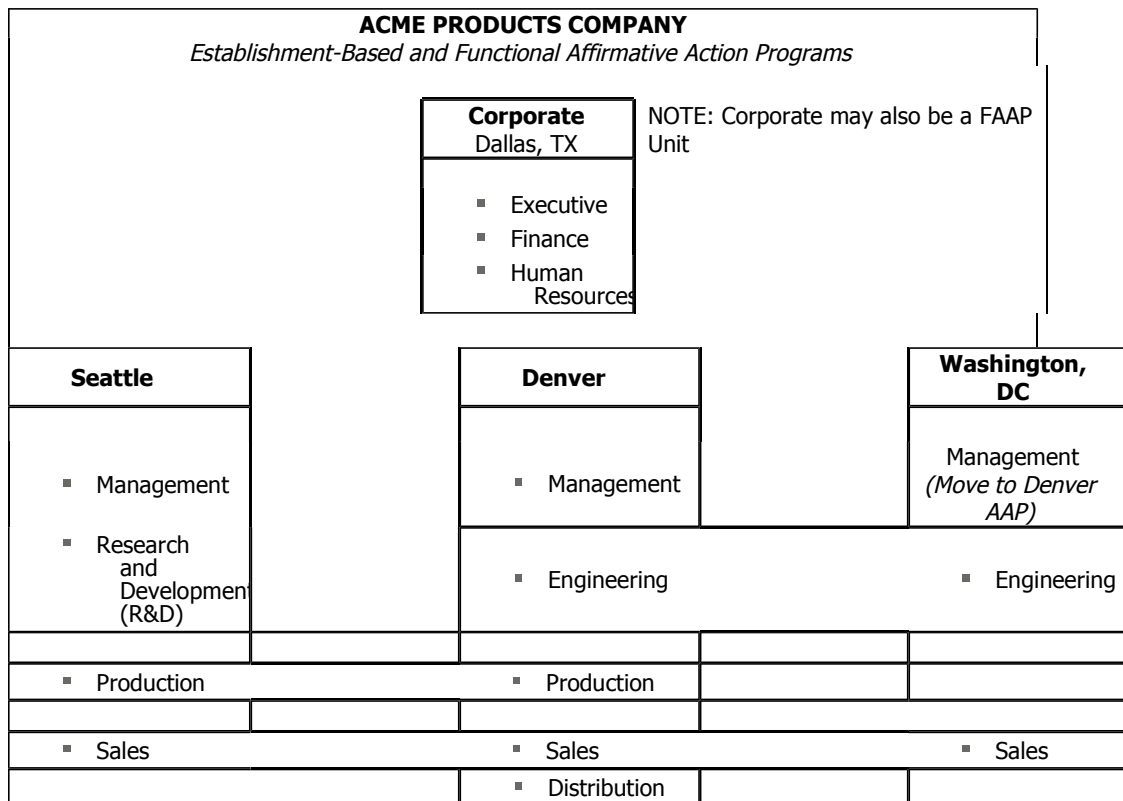 ACME PRODUCTS COMPANY
Establishment-Based and Functional Affirmative Action Programs
Corporate
Dallas, TX
NOTE: Corporate may also be a FAAP
Unit
Executive
Finance
Human
Resources
Seattle
Denver
Washington,
DC
Management
Management
Management
(Move to Denver
AAP)
Research
and
Development
(R&D)
Engineering
Engineering
Production
Production
Sales
Sales
Sales
Distribution